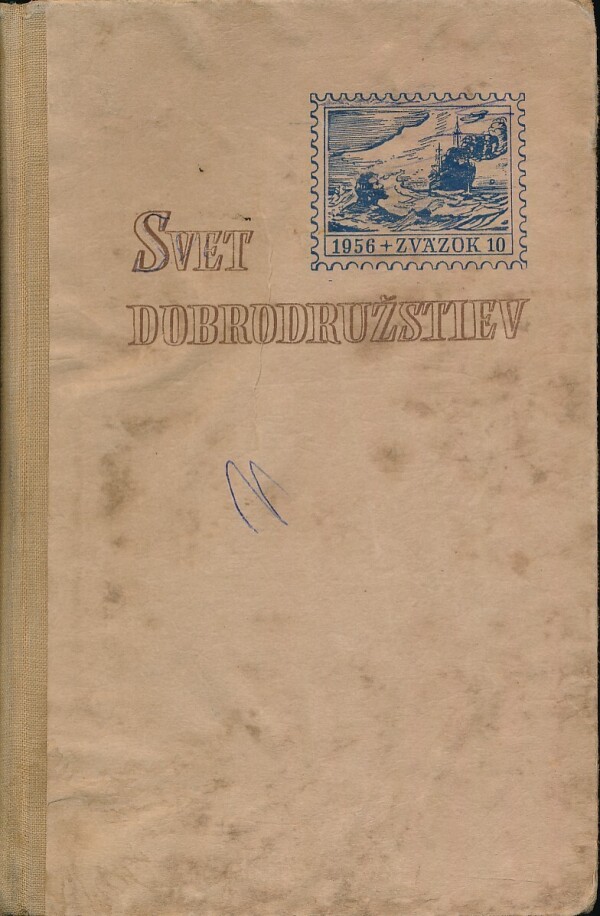 1956 + ZVÄZOK 10
SVET
DOBRODRUŽSTIEV